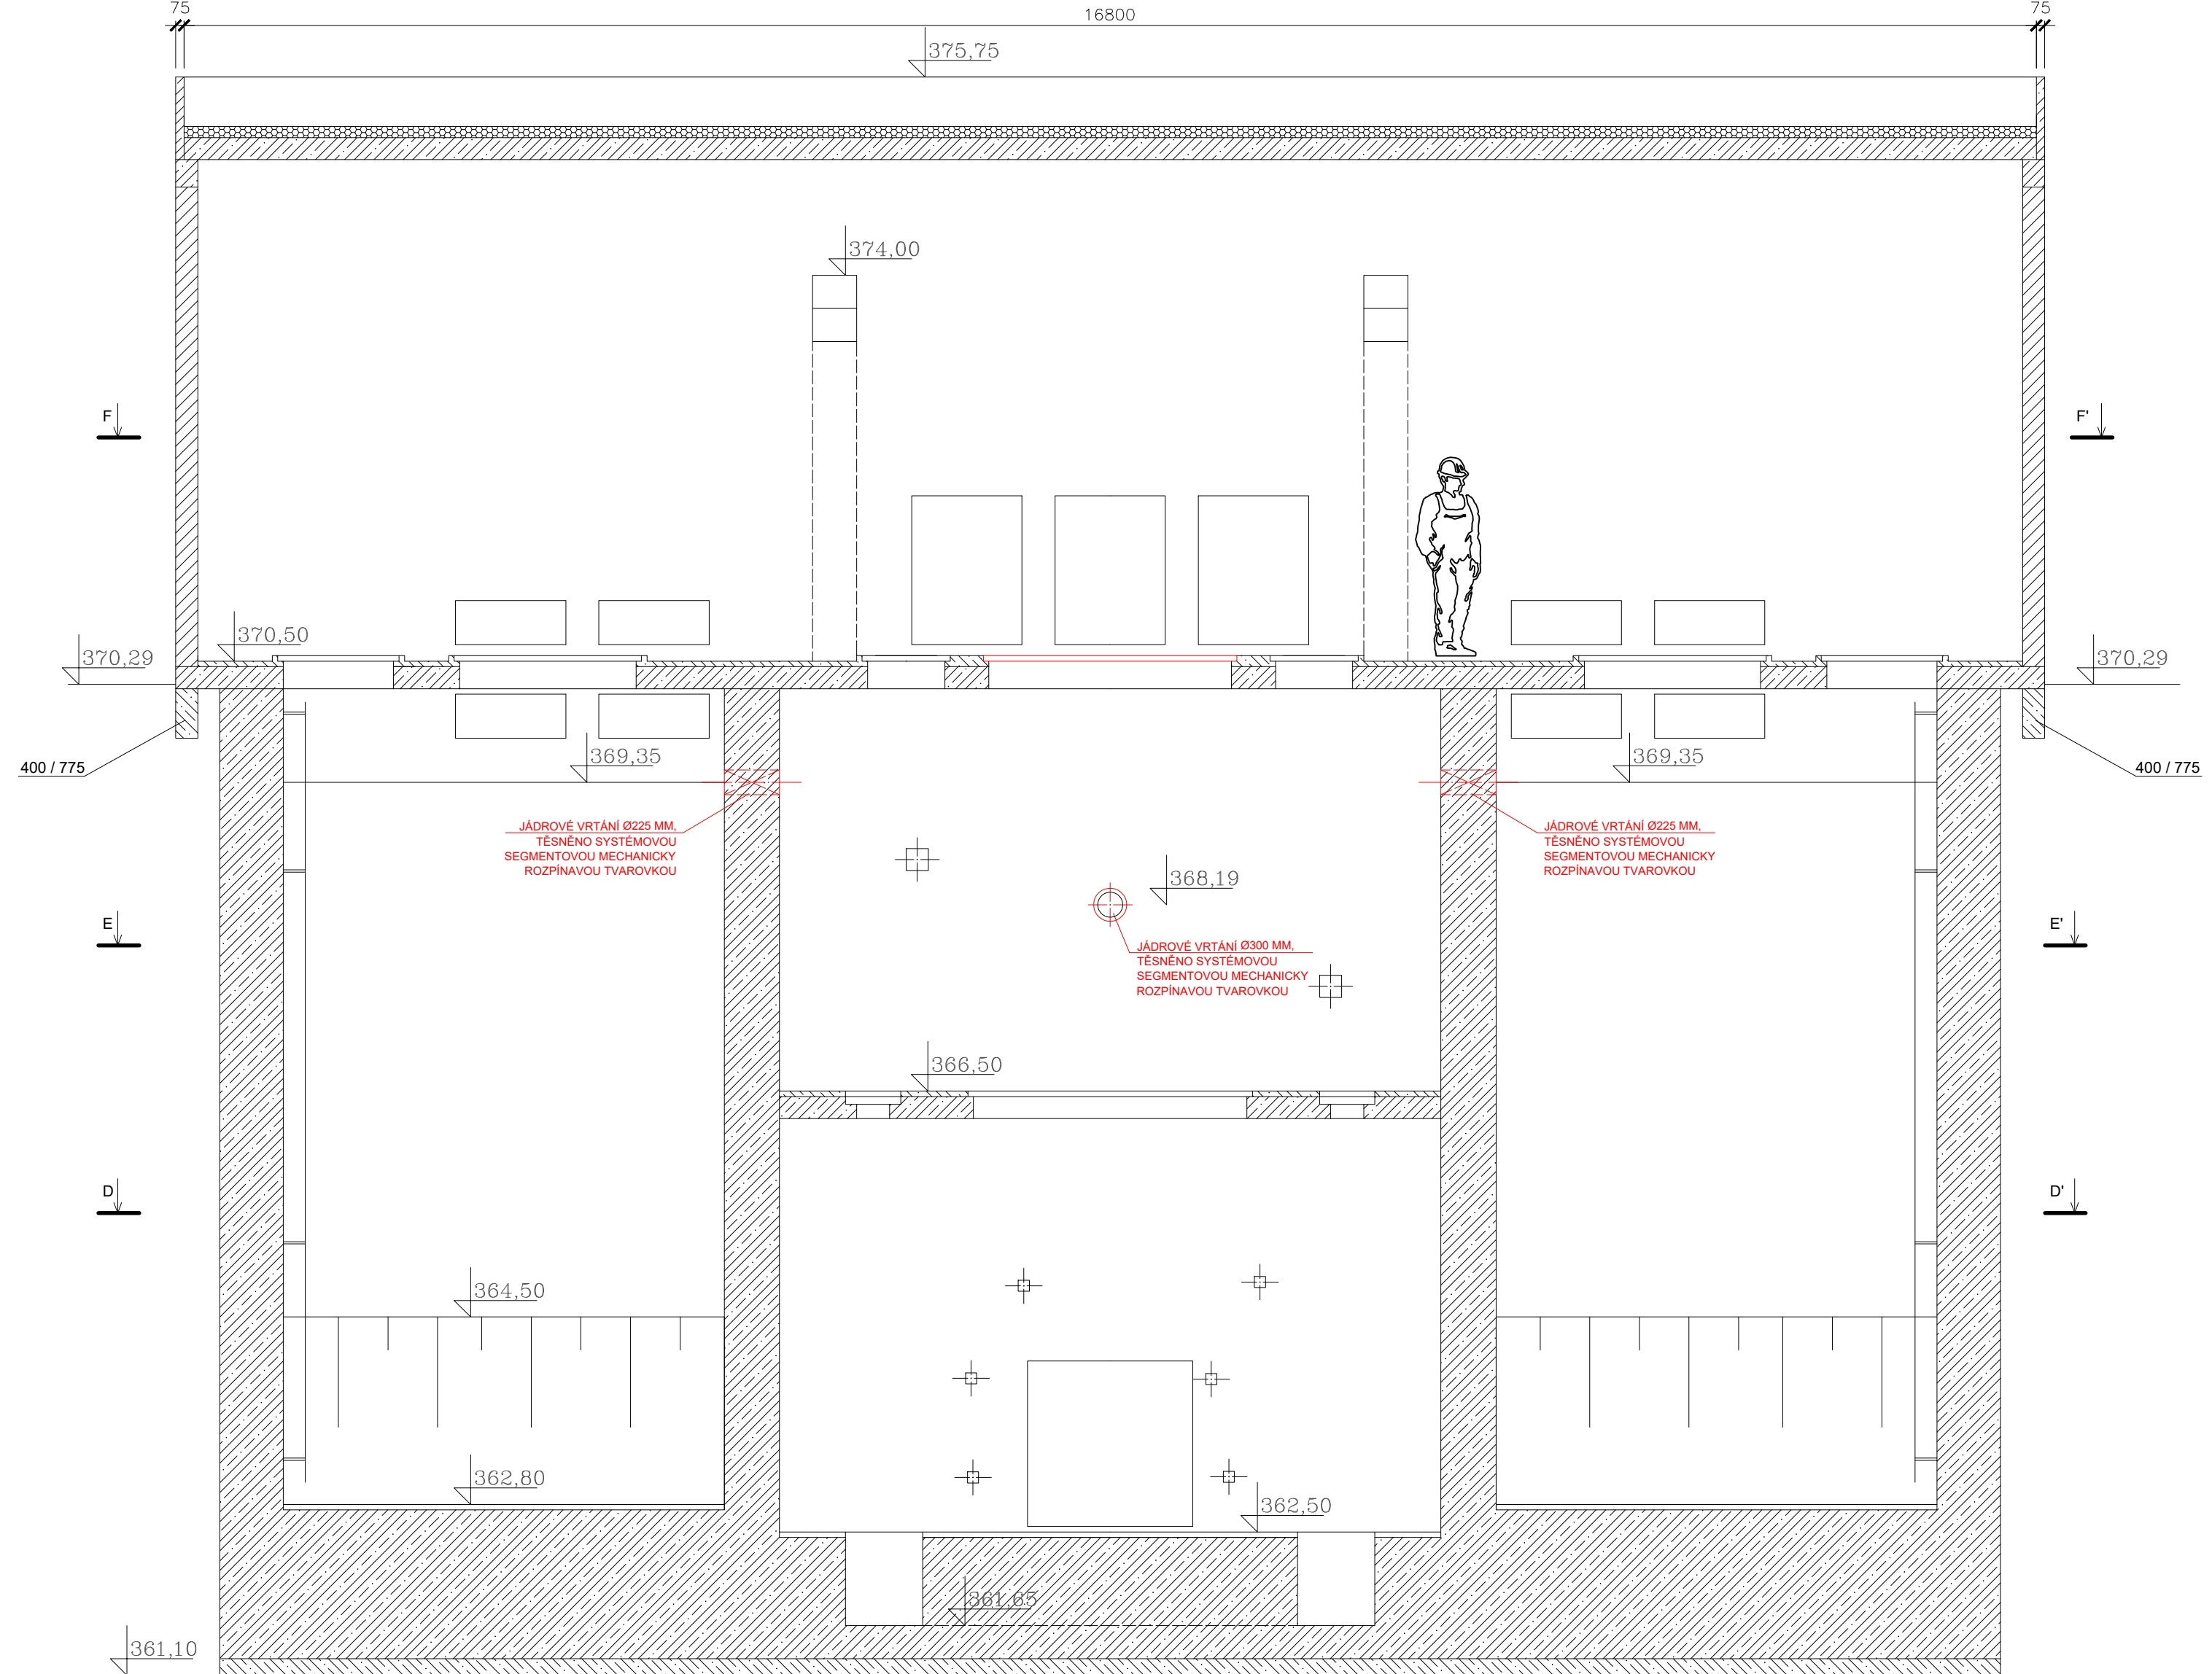 75
16800
75
375,75
374,00
F
F'
370,50
370,29
370,29
369,35
369,35
400 / 775
400 / 775
JÁDROVÉ VRTÁNÍ Ø225 MM,
TĚSNĚNO SYSTÉMOVOU
SEGMENTOVOU MECHANICKY
ROZPÍNAVOU TVAROVKOU
JÁDROVÉ VRTÁNÍ Ø225 MM,
TĚSNĚNO SYSTÉMOVOU
SEGMENTOVOU MECHANICKY
ROZPÍNAVOU TVAROVKOU
368,19
E
E'
JÁDROVÉ VRTÁNÍ Ø300 MM,
TĚSNĚNO SYSTÉMOVOU
SEGMENTOVOU MECHANICKY
ROZPÍNAVOU TVAROVKOU
366,50
D
D'
364,50
362,80
362,50
361,65
361,10